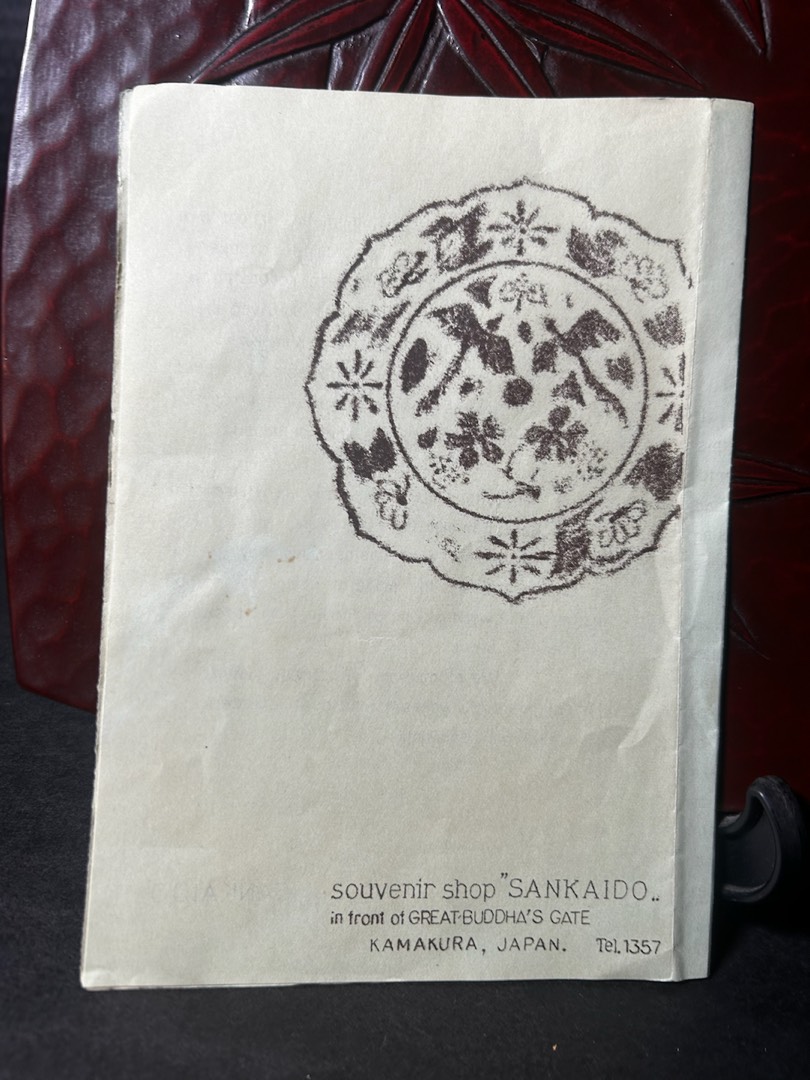 souvenir shop "SANKAIDO„
in front of GREAT-BUDDHA'S GATE
KAMAKURA, JAPAN. Tel. 1357